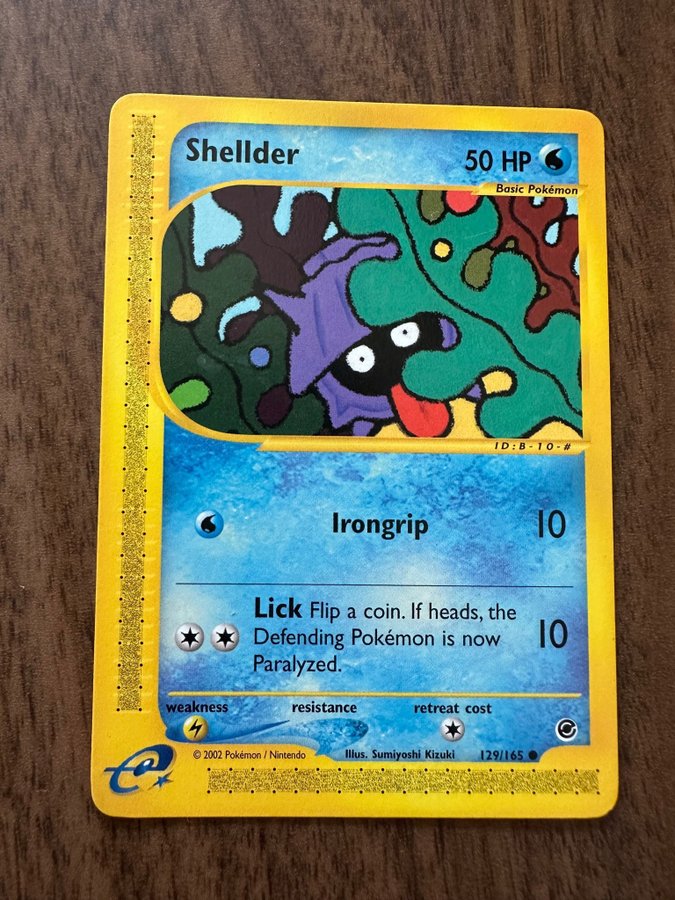 Shellder
50 HP
Basic Pokémon
ID:B-10-#
Irongrip 10
Lick Flip a coin. If heads, the
Defending Pokémon is now
Paralyzed.
10
weakness resistance retreat cost
© 2002 Pokémon / Nintendo Illus. Sumiyoshi Kizuki 129/165